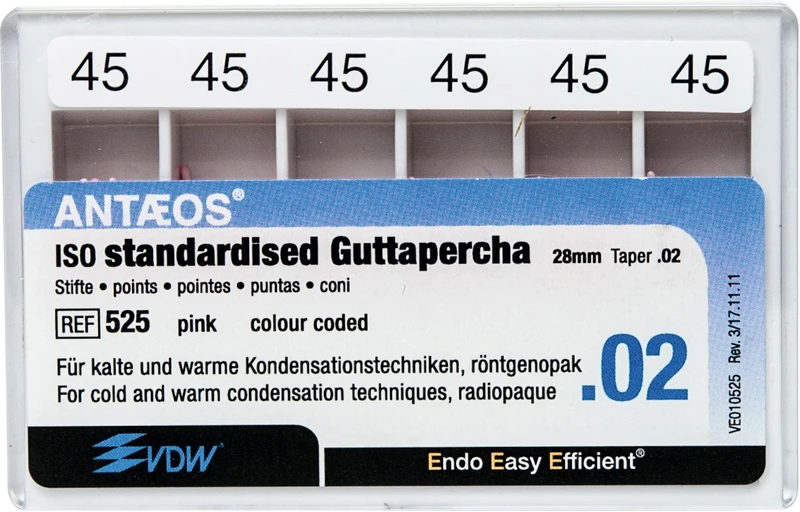 45 45 45 45 45 45
ANTÆOS®
ISO standardised Guttapercha 28mm Taper .02
Stifte • points • pointes • puntas • coni
REF 525 pink colour coded
Für kalte und warme Kondensationstechniken, röntgenopak
For cold and warm condensation techniques, radiopaque
.02
VE010525 Rev. 3/17.11.11
VDW
Endo Easy Efficient®